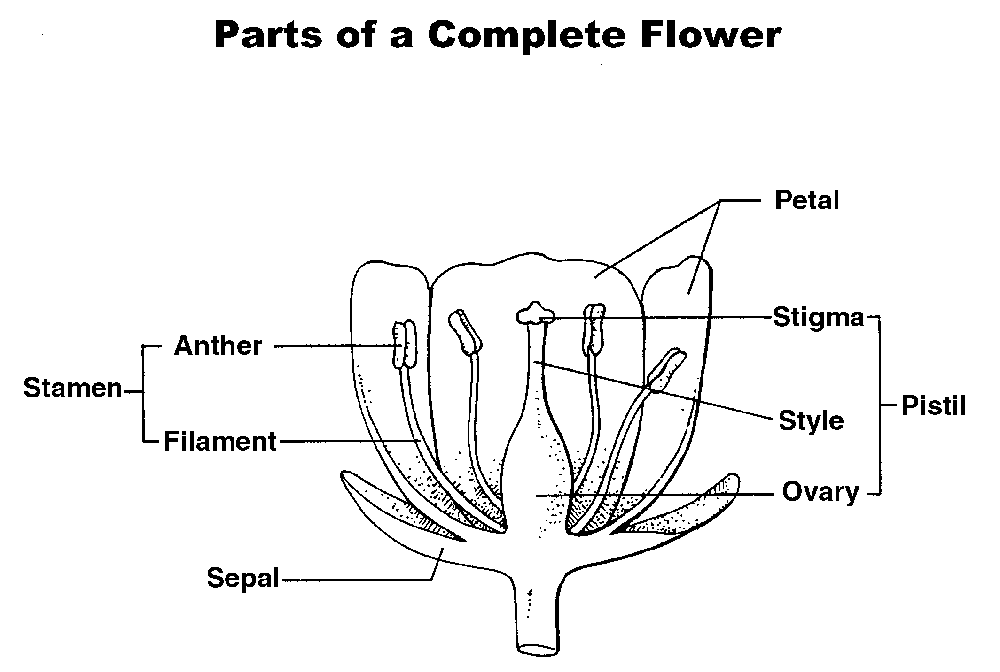 Parts of a Complete Flower
Petal
Stigma
Anther
Stamen
Pistil
Style
Filament
Ovary
Sepal